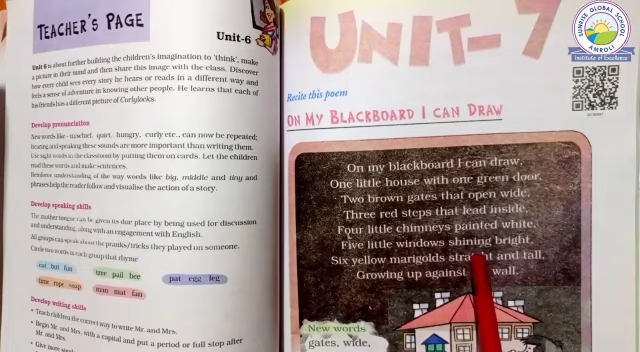 TEACHER'S PAGE
Unit-6
Unit 6 is about further building the children's imagination to 'think', make
a picture in their mind and then share this image with the class. Discover
how every child sees every story he hears or reads in a different way and
feels a sense of adventure in knowing other people. He learns that each of
his friends has a different picture of Curlylocks.
Develop pronunciation
New words like - mischief, quiet, hungry, curly etc., can now be repeated;
hearing and speaking these sounds are more important than writing them.
Use sight words in the classroom by putting them on cards. Let the children
read these words and make sentences.
Reinforce understanding of the way words like big, middle and tiny and
phrases help the reader follow and visualise the action of a story.
Develop speaking skills
The mother tongue can be given its due place by being used for discussion
and understanding, along with an engagement with English.
All groups can speak about the pranks/tricks they played on someone.
Circle two words in each group that rhyme
cat but fun
tree pail bee
pat egg leg
time rope soap
man mat fan
Develop writing skills
• Teach children the correct way to write Mr. and Mrs.
• Begin Mr. and Mrs. with a capital and put a period or full stop after
Mr. and Mrs.
• Give more
UNIT-7
SUNRISE GLOBAL SCHOOL
AMROLI
Institute of Excellence
Recite this poem
ON MY BLACKBOARD I CAN DRAW
On my blackboard I can draw,
One little house with one green door,
Two brown gates that open wide,
Three red steps that lead inside,
Four little chimneys painted white,
Five little windows shining bright,
Six yellow marigolds straight and tall,
Growing up against wall.
New words
gates, wide,